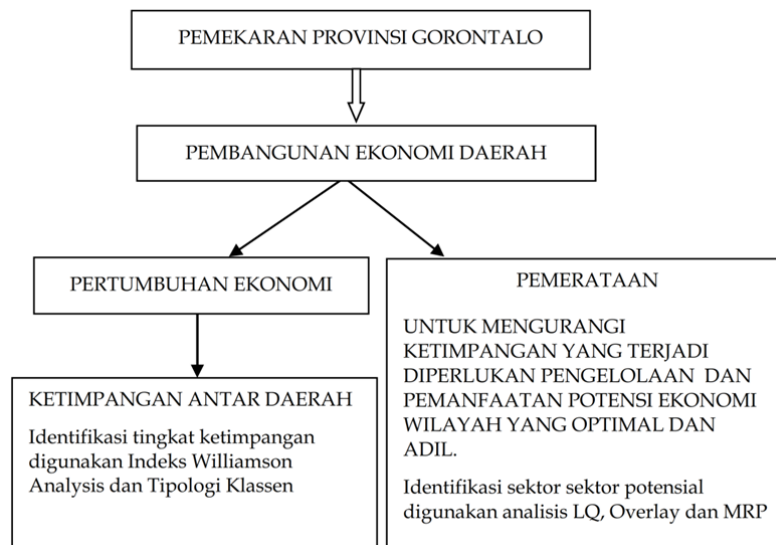 PEMEKARAN PROVINSI GORONTALO
PEMBANGUNAN EKONOMI DAERAH
PERTUMBUHAN EKONOMI
KETIMPANGAN ANTAR DAERAH
Identifikasi tingkat ketimpangan
digunakan Indeks Williamson
Analysis dan Tipologi Klassen
PEMERATAAN
UNTUK MENGURANGI
KETIMPANGAN YANG TERJADI
DIPERLUKAN PENGELOLAAN DAN
PEMANFAATAN POTENSI EKONOMI
WILAYAH YANG OPTIMAL DAN
ADIL.
Identifikasi sektor sektor potensial
digunakan analisis LQ, Overlay dan MRP